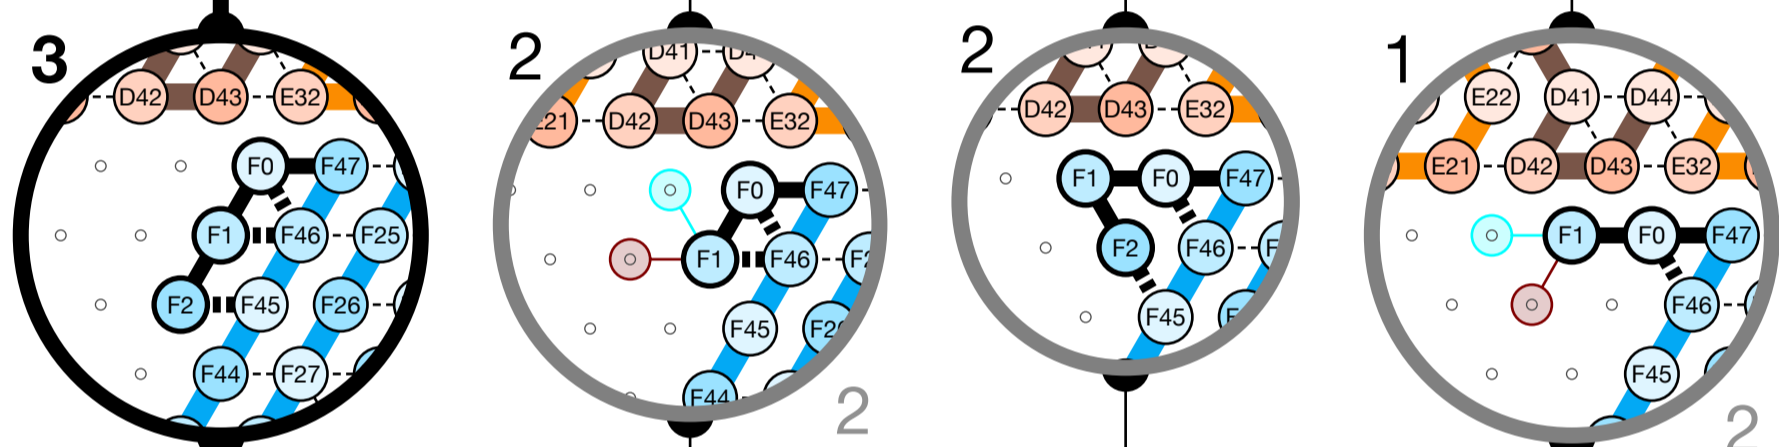 3
D42 D43 E32
F0 F47
F1 F46 F25
F2 F45 F26
F44 F27
2
D41
E21 D42 D43 E32
F0 F47
F1 F46
F45
F44
2
2
D42 D43 E32
F1 F0 F47
F2 F46
F45
1
E22 D41 D44
E21 D42 D43 E32
F1 F0 F47
F46
F45
2